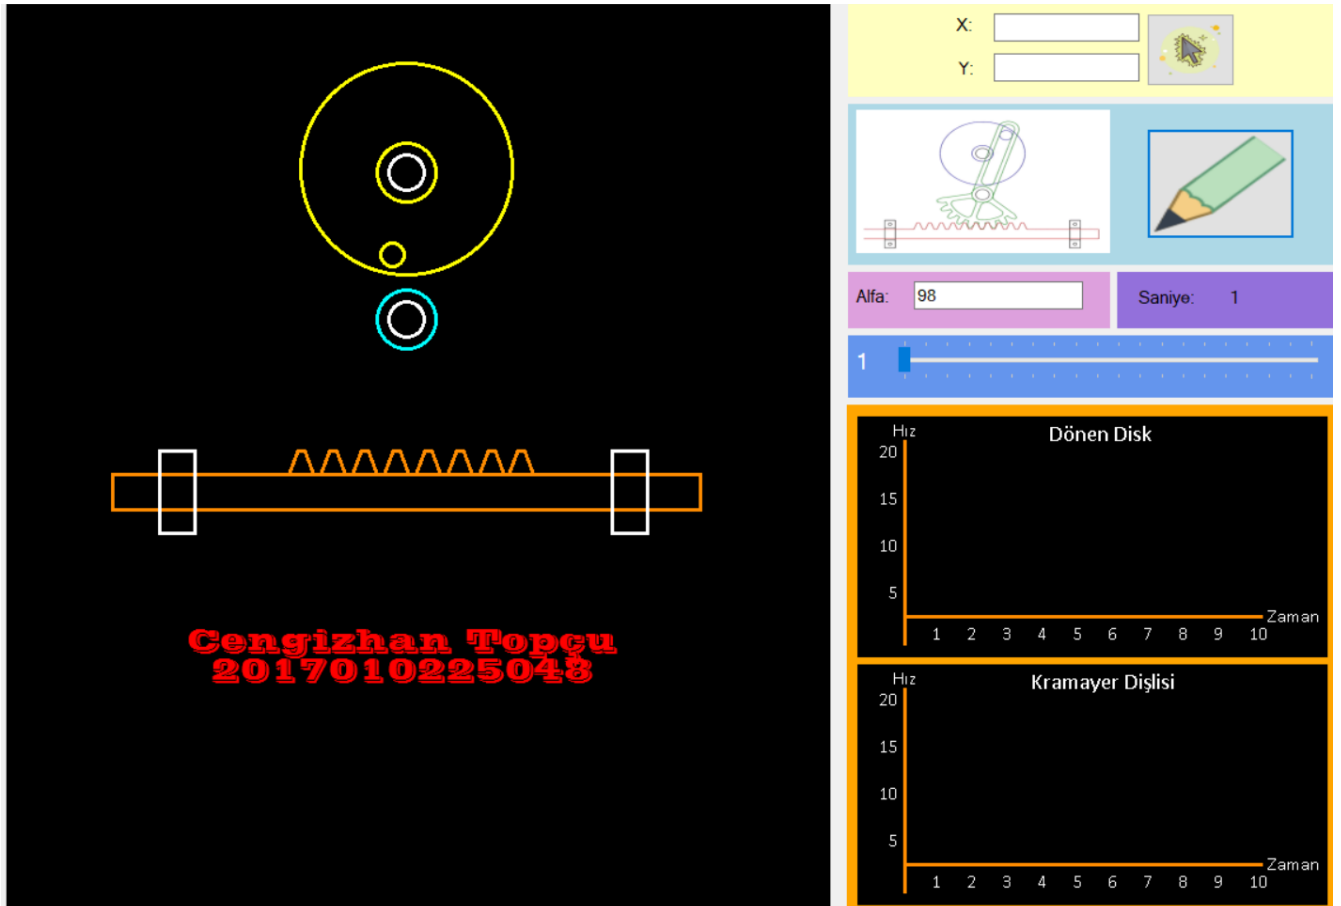 X:
Y:
Alfa: 98
Saniye: 1
1
Hız
Dönen Disk
20
15
10
5
Zaman
1 2 3 4 5 6 7 8 9 10
Hız
Kramayer Dişlisi
20
15
10
5
Zaman
1 2 3 4 5 6 7 8 9 10
Cengizhan Topçu
2017010225048